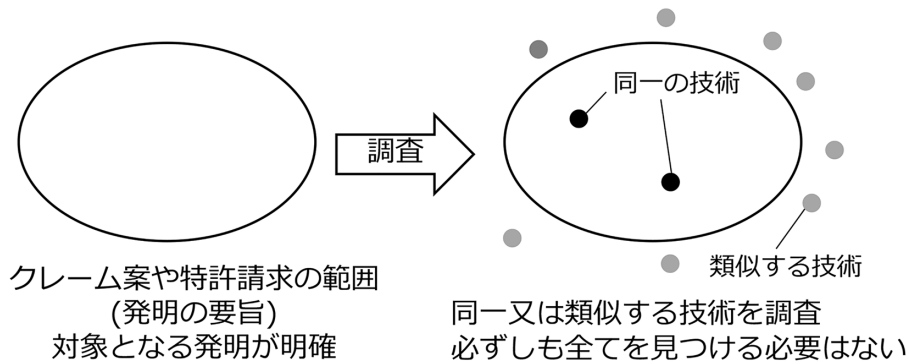 クレーム案や特許請求の範囲
(発明の要旨)
対象となる発明が明確
調査
同一の技術
類似する技術
同一又は類似する技術を調査
必ずしも全てを見つける必要はない